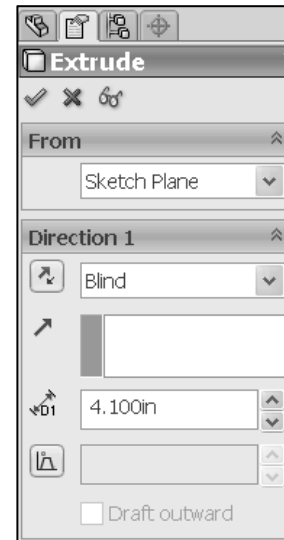 Extrude
From
Sketch Plane
Direction 1
Blind
D1 4.100in
Draft outward